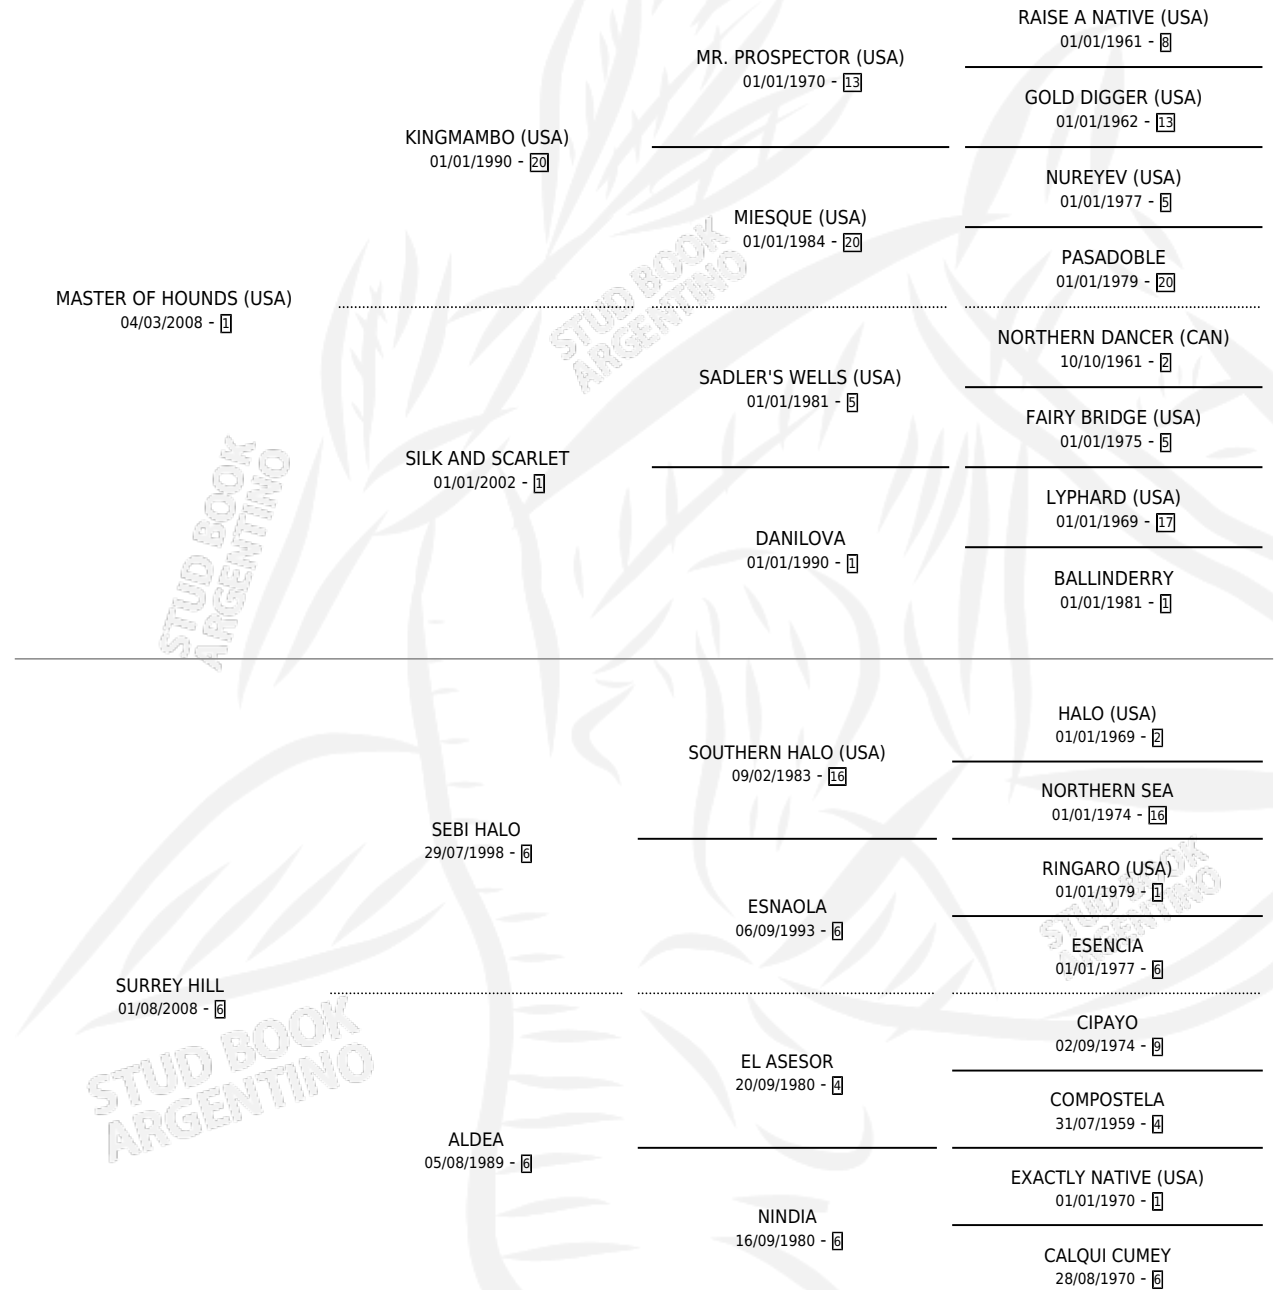 RAISE A NATIVE (USA)
01/01/1961 - 8
MR. PROSPECTOR (USA)
01/01/1970 - 13
GOLD DIGGER (USA)
01/01/1962 - 13
KINGMAMBO (USA)
01/01/1990 - 20
NUREYEV (USA)
01/01/1977 - 5
MIESQUE (USA)
01/01/1984 - 20
PASADOBLE
01/01/1979 - 20
MASTER OF HOUNDS (USA)
04/03/2008 - 1
NORTHERN DANCER (CAN)
10/10/1961 - 2
SADLER'S WELLS (USA)
01/01/1981 - 5
FAIRY BRIDGE (USA)
01/01/1975 - 5
SILK AND SCARLET
01/01/2002 - 1
LYPHARD (USA)
01/01/1969 - 17
DANILOVA
01/01/1990 - 1
BALLINDERRY
01/01/1981 - 1
STUD BOOK
ARGENTINO
STUD BOOK
ARGENTINO
HALO (USA)
01/01/1969 - 2
SOUTHERN HALO (USA)
09/02/1983 - 16
NORTHERN SEA
01/01/1974 - 16
SEBI HALO
29/07/1998 - 6
RINGARO (USA)
01/01/1979 - 1
ESNAOLA
06/09/1993 - 6
ESENCIA
01/01/1977 - 6
SURREY HILL
01/08/2008 - 6
CIPAYO
02/09/1974 - 9
EL ASESOR
20/09/1980 - 4
COMPOSTELA
31/07/1959 - 4
ALDEA
05/08/1989 - 6
EXACTLY NATIVE (USA)
01/01/1970 - 1
NINDIA
16/09/1980 - 6
CALQUI CUMEY
28/08/1970 - 6
STUD BOOK
ARGENTINO
STUD BOOK
ARGENTINO